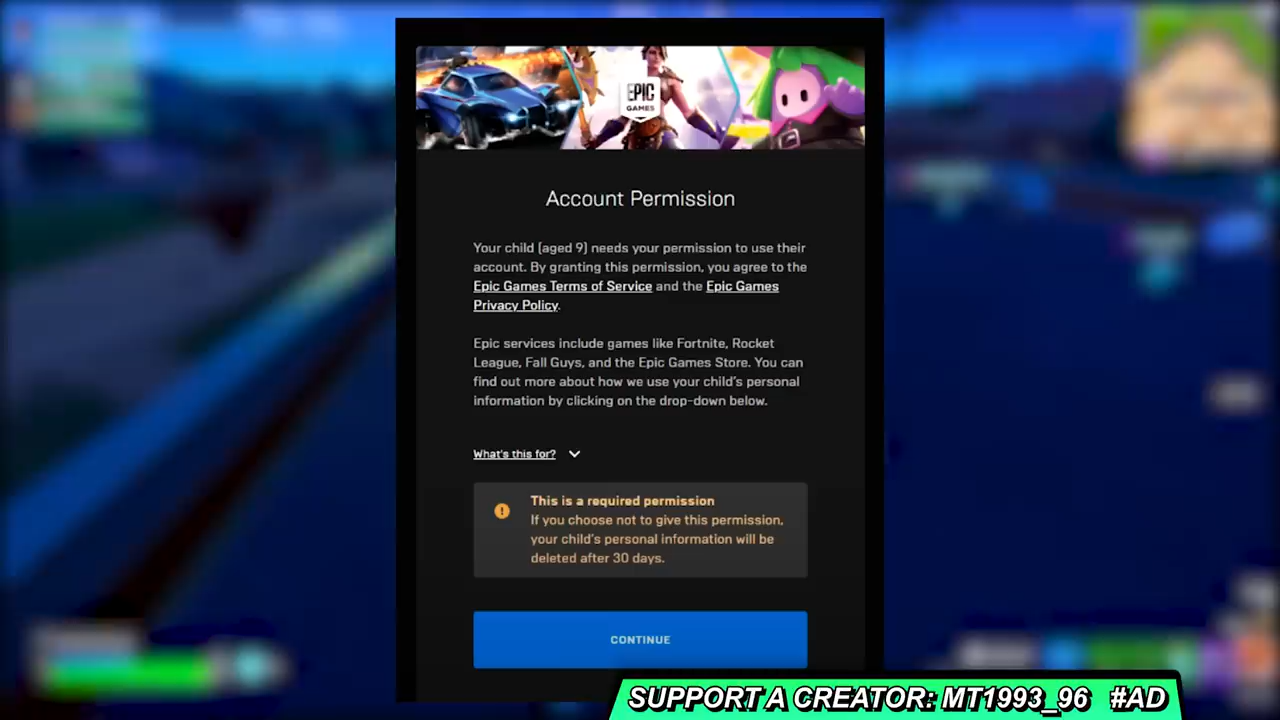 EPIC
GAMES
Account Permission
Your child (aged 9) needs your permission to use their
account. By granting this permission, you agree to the
Epic Games Terms of Service and the Epic Games
Privacy Policy.
Epic services include games like Fortnite, Rocket
League, Fall Guys, and the Epic Games Store. You can
find out more about how we use your child's personal
information by clicking on the drop-down below.
What's this for?
This is a required permission
If you choose not to give this permission,
your child's personal information will be
deleted after 30 days.
CONTINUE
SUPPORT A CREATOR: MT1993_96 #AD